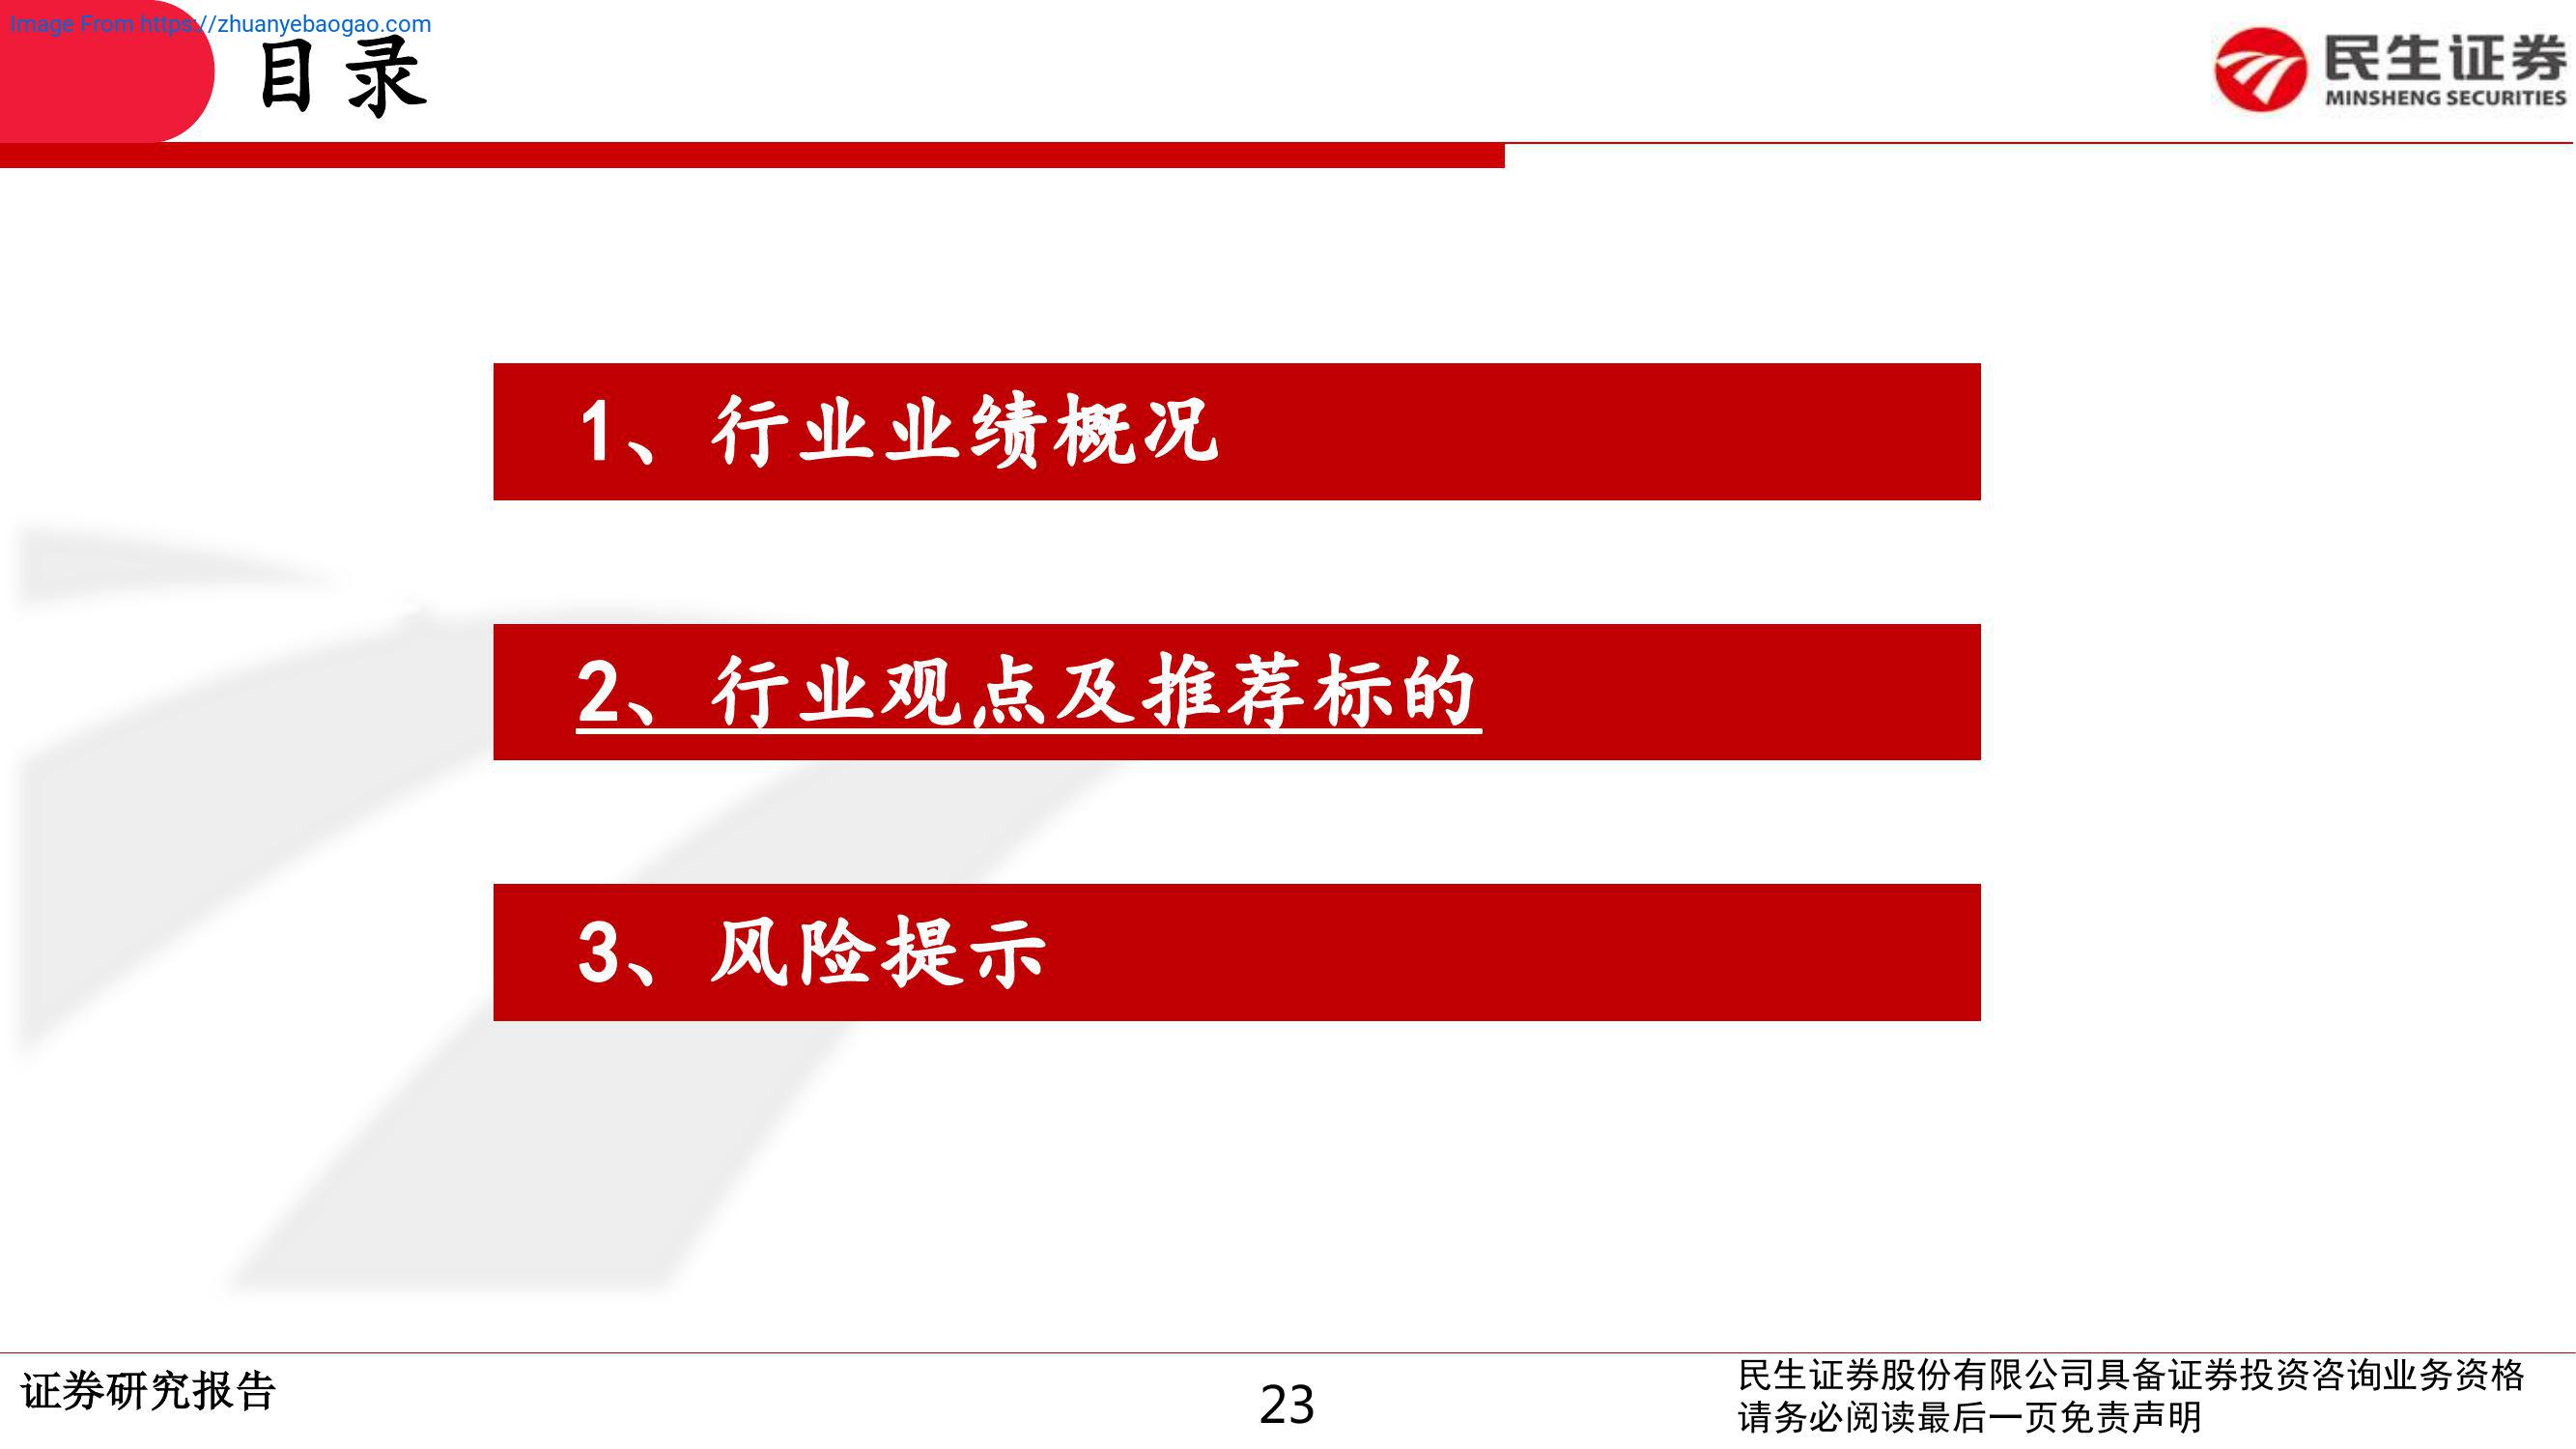 Image From https://zhuanyebaogao.com
目录
民生证券
MINSHENG SECURITIES
1、行业业绩概况
2、行业观点及推荐标的
3、风险提示
证券研究报告
23
民生证券股份有限公司具备证券投资咨询业务资格
请务必阅读最后一页免责声明